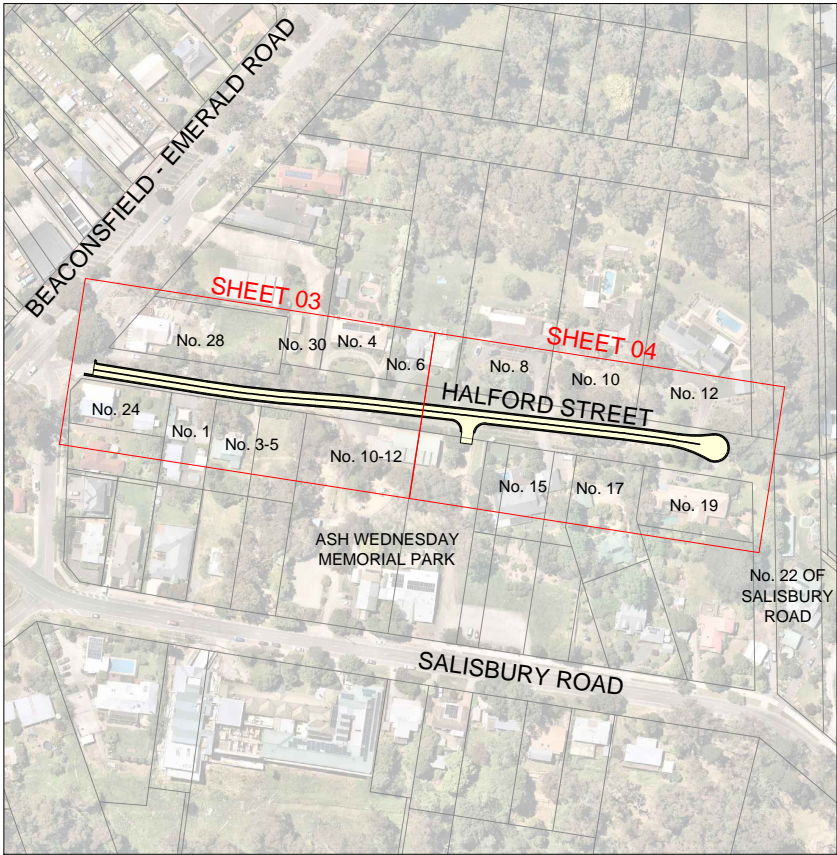 BEACONSFIELD - EMERALD ROAD
SHEET 03
SHEET 04
No. 28
No. 30
No. 4
No. 6
No. 8
No. 10
No. 12
HALFORD STREET
No. 24
No. 1
No. 3-5
No. 10-12
No. 15
No. 17
No. 19
ASH WEDNESDAY
MEMORIAL PARK
No. 22 OF
SALISBURY
ROAD
SALISBURY ROAD